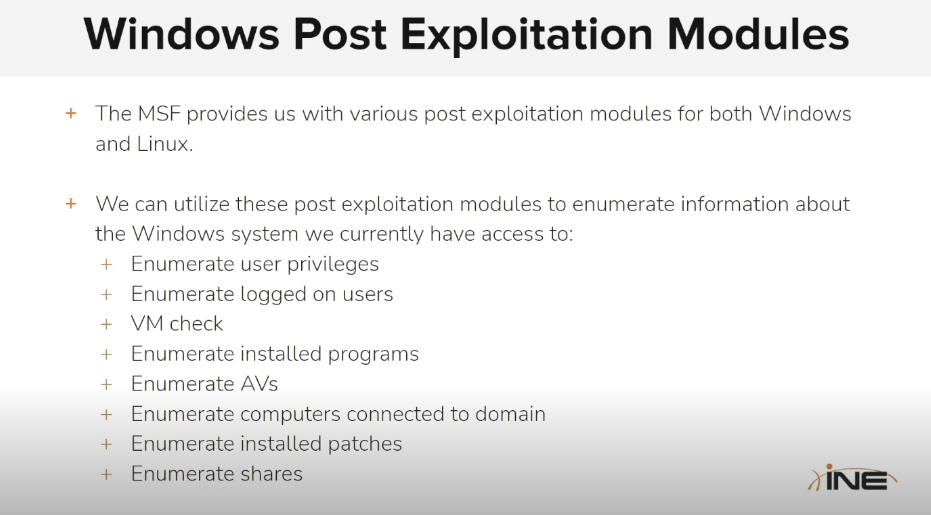 Windows Post Exploitation Modules
+ The MSF provides us with various post exploitation modules for both Windows
and Linux.
+ We can utilize these post exploitation modules to enumerate information about
the Windows system we currently have access to:
+ Enumerate user privileges
+ Enumerate logged on users
+ VM check
+ Enumerate installed programs
+ Enumerate AVs
+ Enumerate computers connected to domain
+ Enumerate installed patches
+ Enumerate shares
iNE